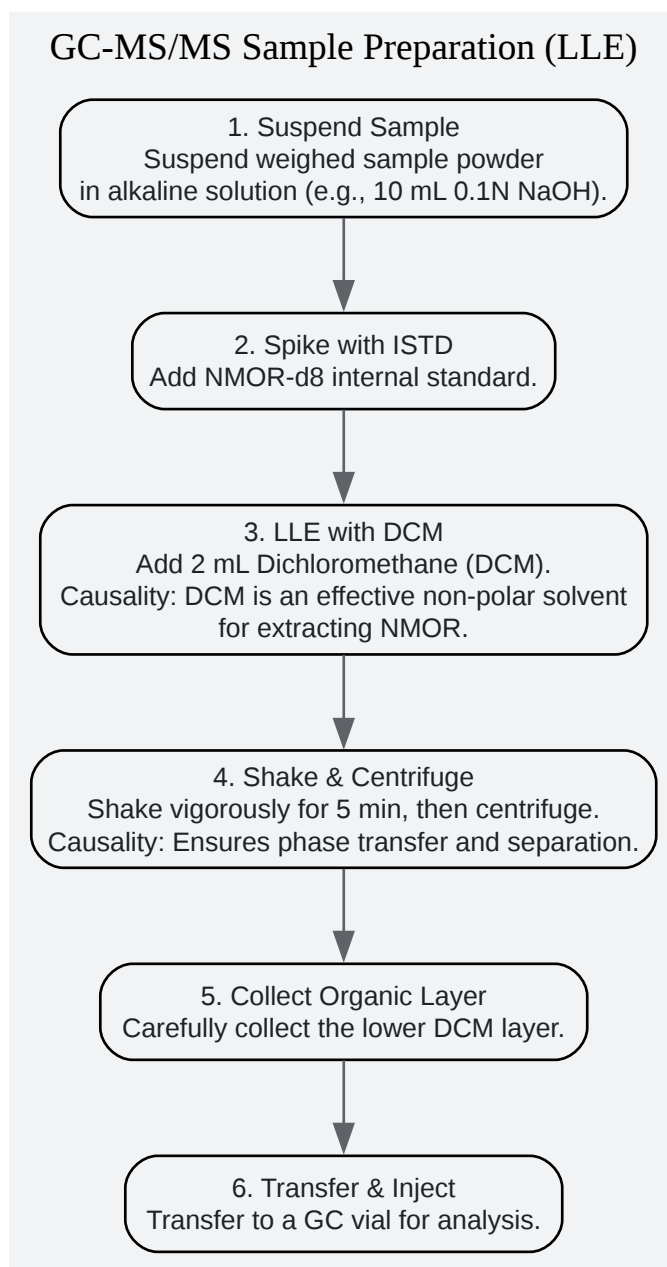 GC-MS/MS Sample Preparation (LLE)
1. Suspend Sample
Suspend weighed sample powder
in alkaline solution (e.g., 10 mL 0.1N NaOH).
2. Spike with ISTD
Add NMOR-d8 internal standard.
3. LLE with DCM
Add 2 mL Dichloromethane (DCM).
Causality: DCM is an effective non-polar solvent
for extracting NMOR.
4. Shake & Centrifuge
Shake vigorously for 5 min, then centrifuge.
Causality: Ensures phase transfer and separation.
5. Collect Organic Layer
Carefully collect the lower DCM layer.
6. Transfer & Inject
Transfer to a GC vial for analysis.